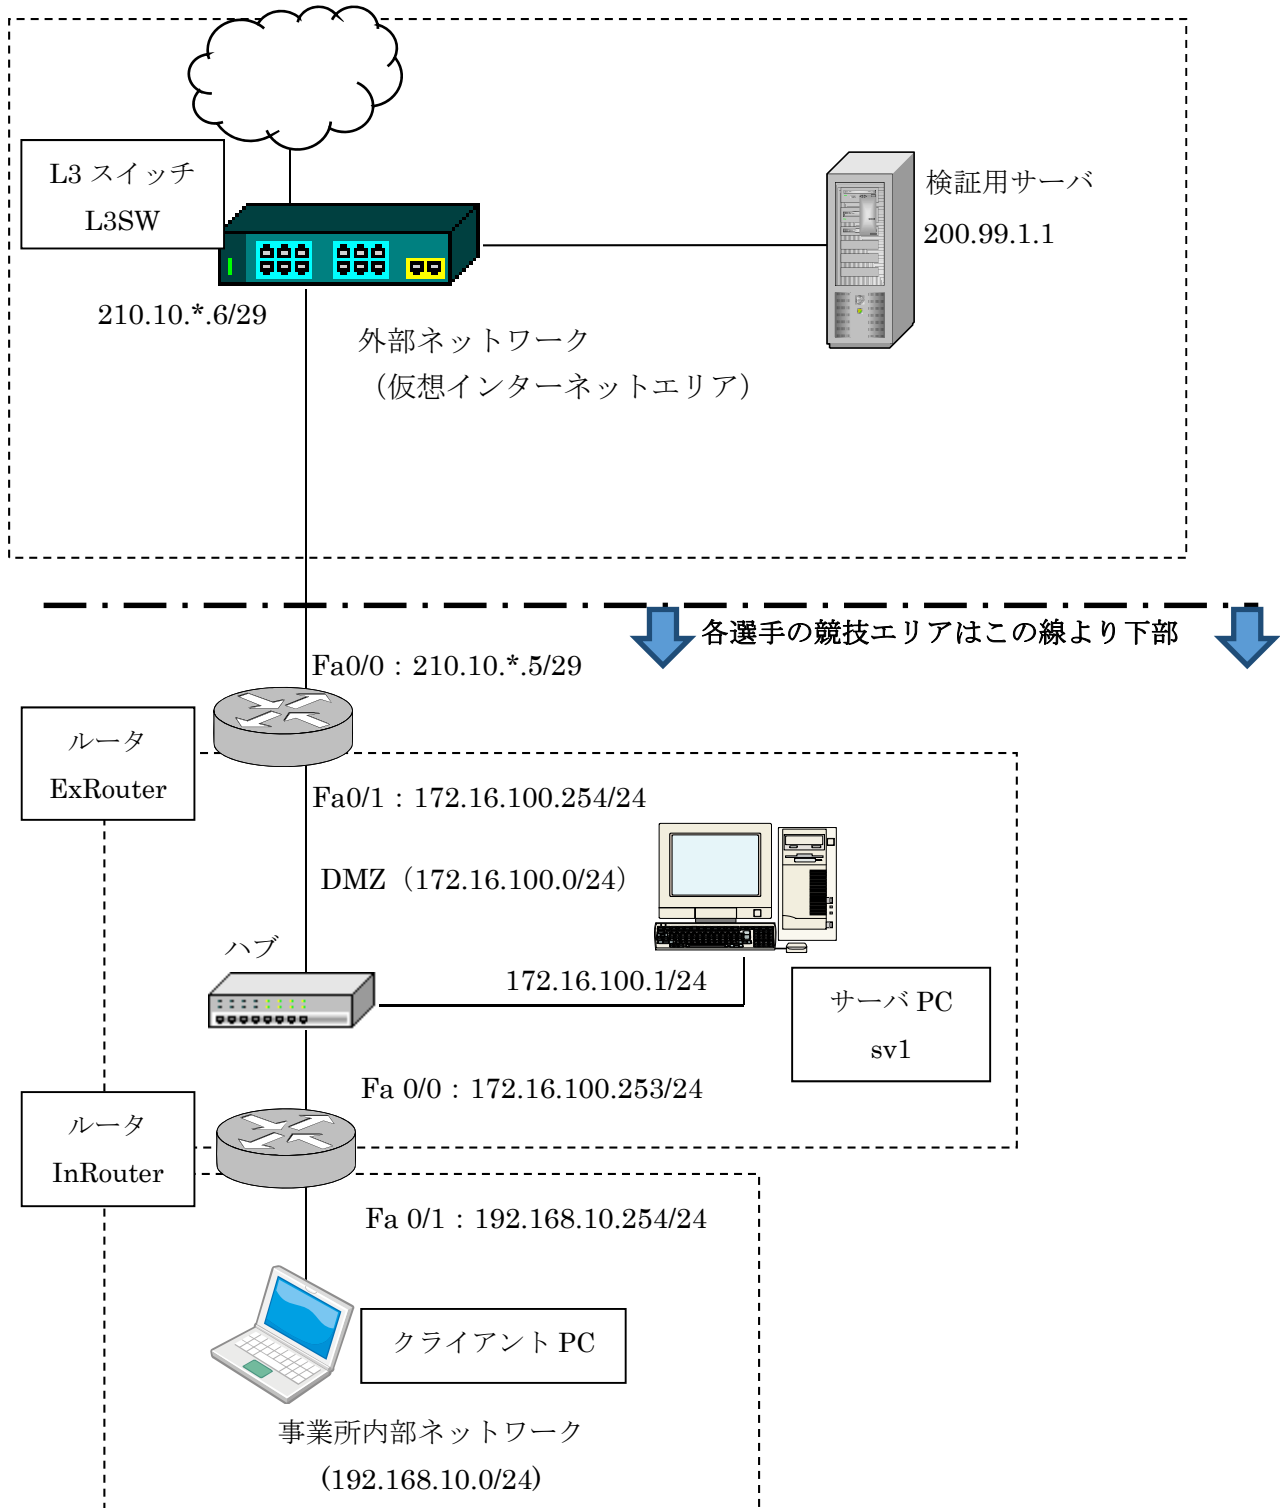 L3 スイッチ
L3SW
検証用サーバ
200.99.1.1
210.10.*.6/29
外部ネットワーク
（仮想インターネットエリア）
各選手の競技エリアはこの線より下部
Fa0/0：210.10.*.5/29
ルータ
ExRouter
Fa0/1：172.16.100.254/24
DMZ（172.16.100.0/24）
ハブ
172.16.100.1/24
サーバ PC
sv1
Fa 0/0：172.16.100.253/24
ルータ
InRouter
Fa 0/1：192.168.10.254/24
クライアント PC
事業所内部ネットワーク
(192.168.10.0/24)